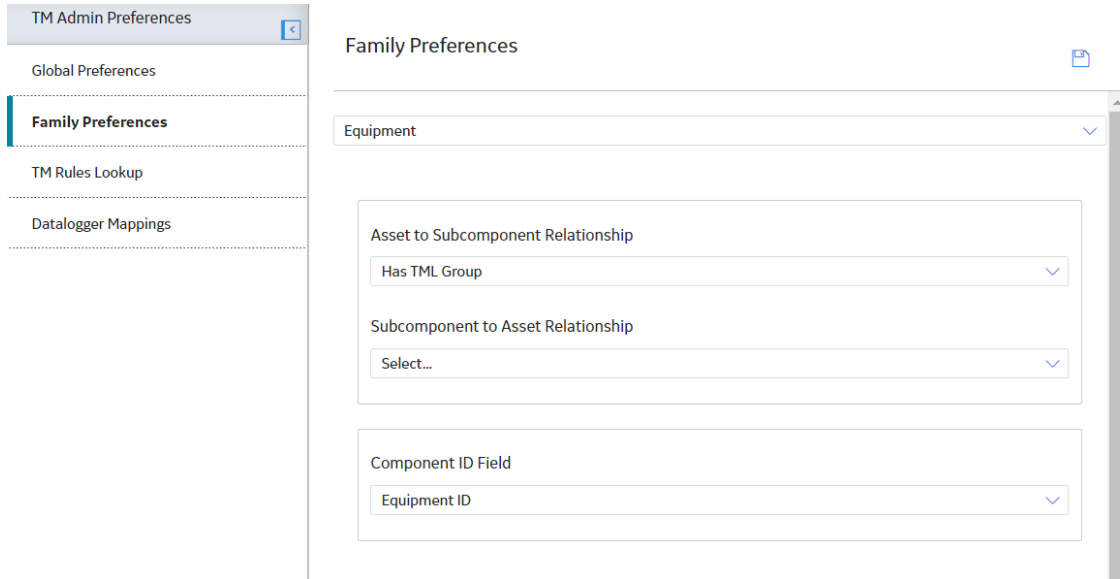 TM Admin Preferences
Global Preferences
Family Preferences
TM Rules Lookup
Datalogger Mappings
Family Preferences
Equipment
Asset to Subcomponent Relationship
Has TML Group
Subcomponent to Asset Relationship
Select...
Component ID Field
Equipment ID